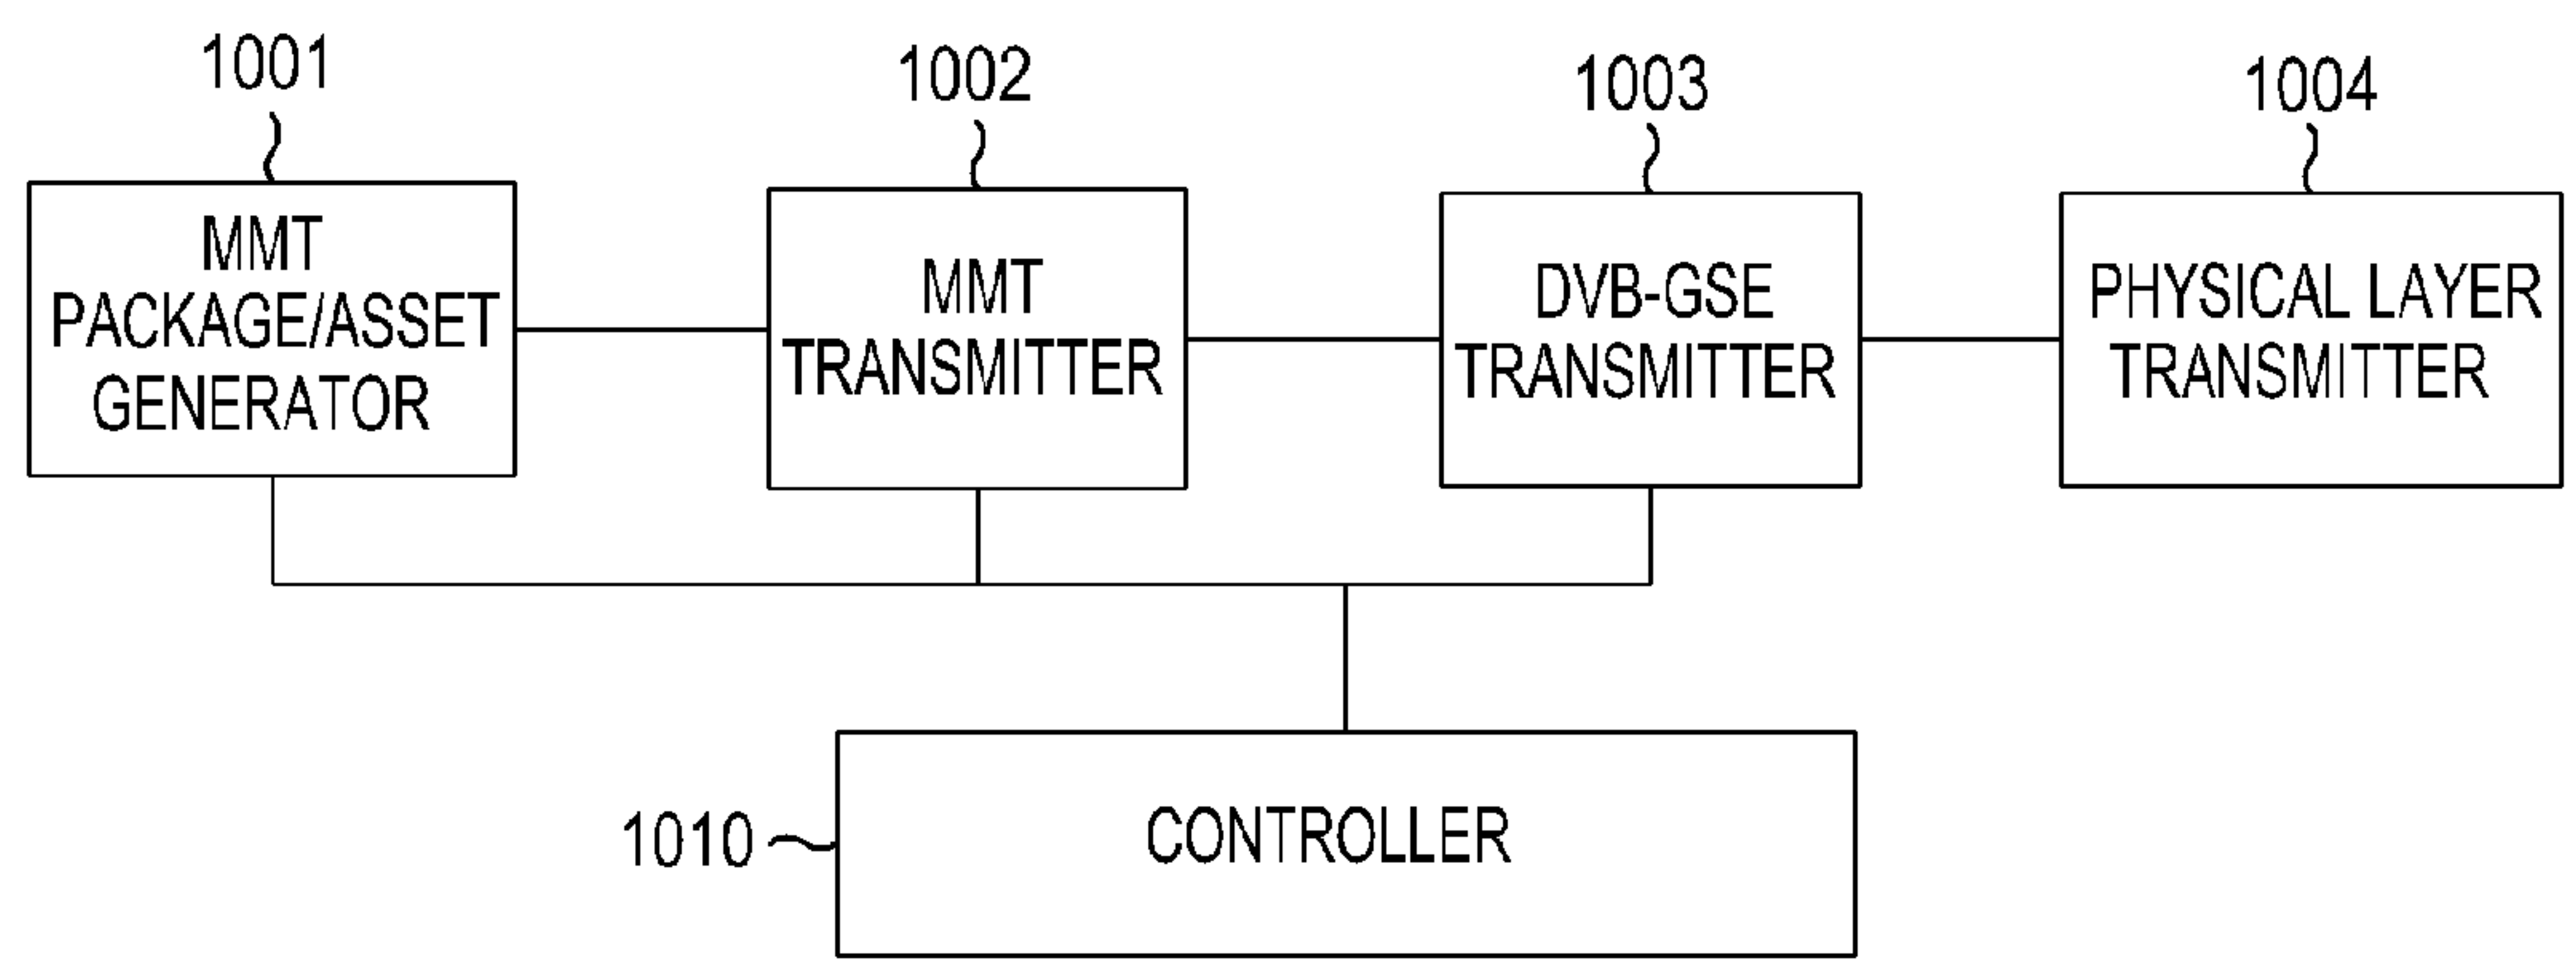 1001
1002
1003
1004
MMT
PACKAGE/ASSET
GENERATOR
MMT
TRANSMITTER
DVB-GSE
TRANSMITTER
PHYSICAL LAYER
TRANSMITTER
1010
CONTROLLER